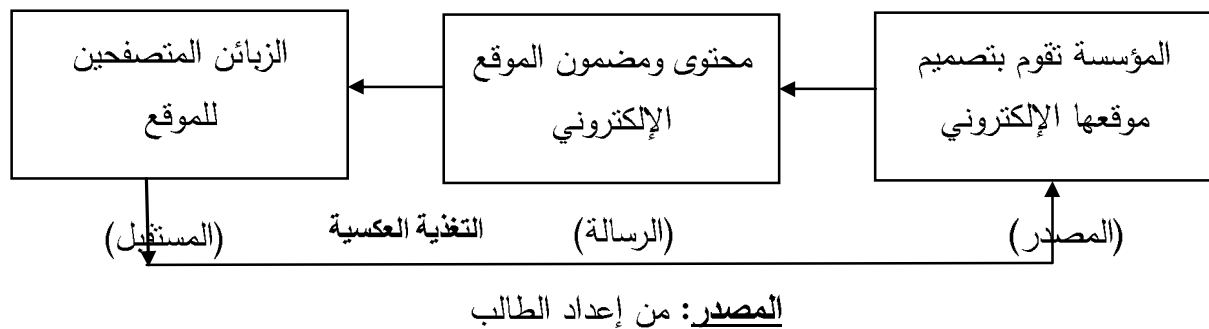 المؤسسة تقوم بتصميم
موقعها الإلكتروني
محتوى ومضمون الموقع
الإلكتروني
الزبائن المتصفحين
للموقع
(المصدر)
(الرسالة)
التغذية العكسية
(المستقبل)
المصدر: من إعداد الطالب